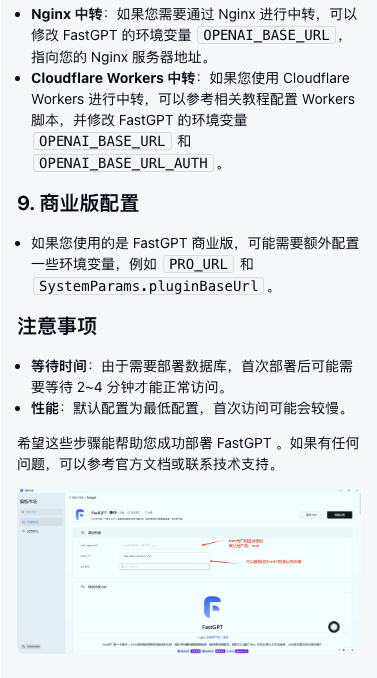 • Nginx 中转：如果您需要通过 Nginx 进行中转，可以
修改 FastGPT 的环境变量 OPENAI_BASE_URL ，
指向您的 Nginx 服务器地址。
• Cloudflare Workers 中转：如果您使用 Cloudflare
Workers 进行中转，可以参考相关教程配置 Workers
脚本，并修改 FastGPT 的环境变量
OPENAI_BASE_URL 和
OPENAI_BASE_URL_AUTH 。
9. 商业版配置
• 如果您使用的是 FastGPT 商业版，可能需要额外配置
一些环境变量，例如 PRO_URL 和
SystemParams.pluginBaseUrl 。
注意事项
• 等待时间：由于需要部署数据库，首次部署后可能需
要等待 2~4 分钟才能正常访问。
• 性能：默认配置为最低配置，首次访问可能会较慢。
希望这些步骤能帮助您成功部署 FastGPT 。如果有任何
问题，可以参考官方文档或联系技术支持。
模板市场
FastGPT
FastGPT